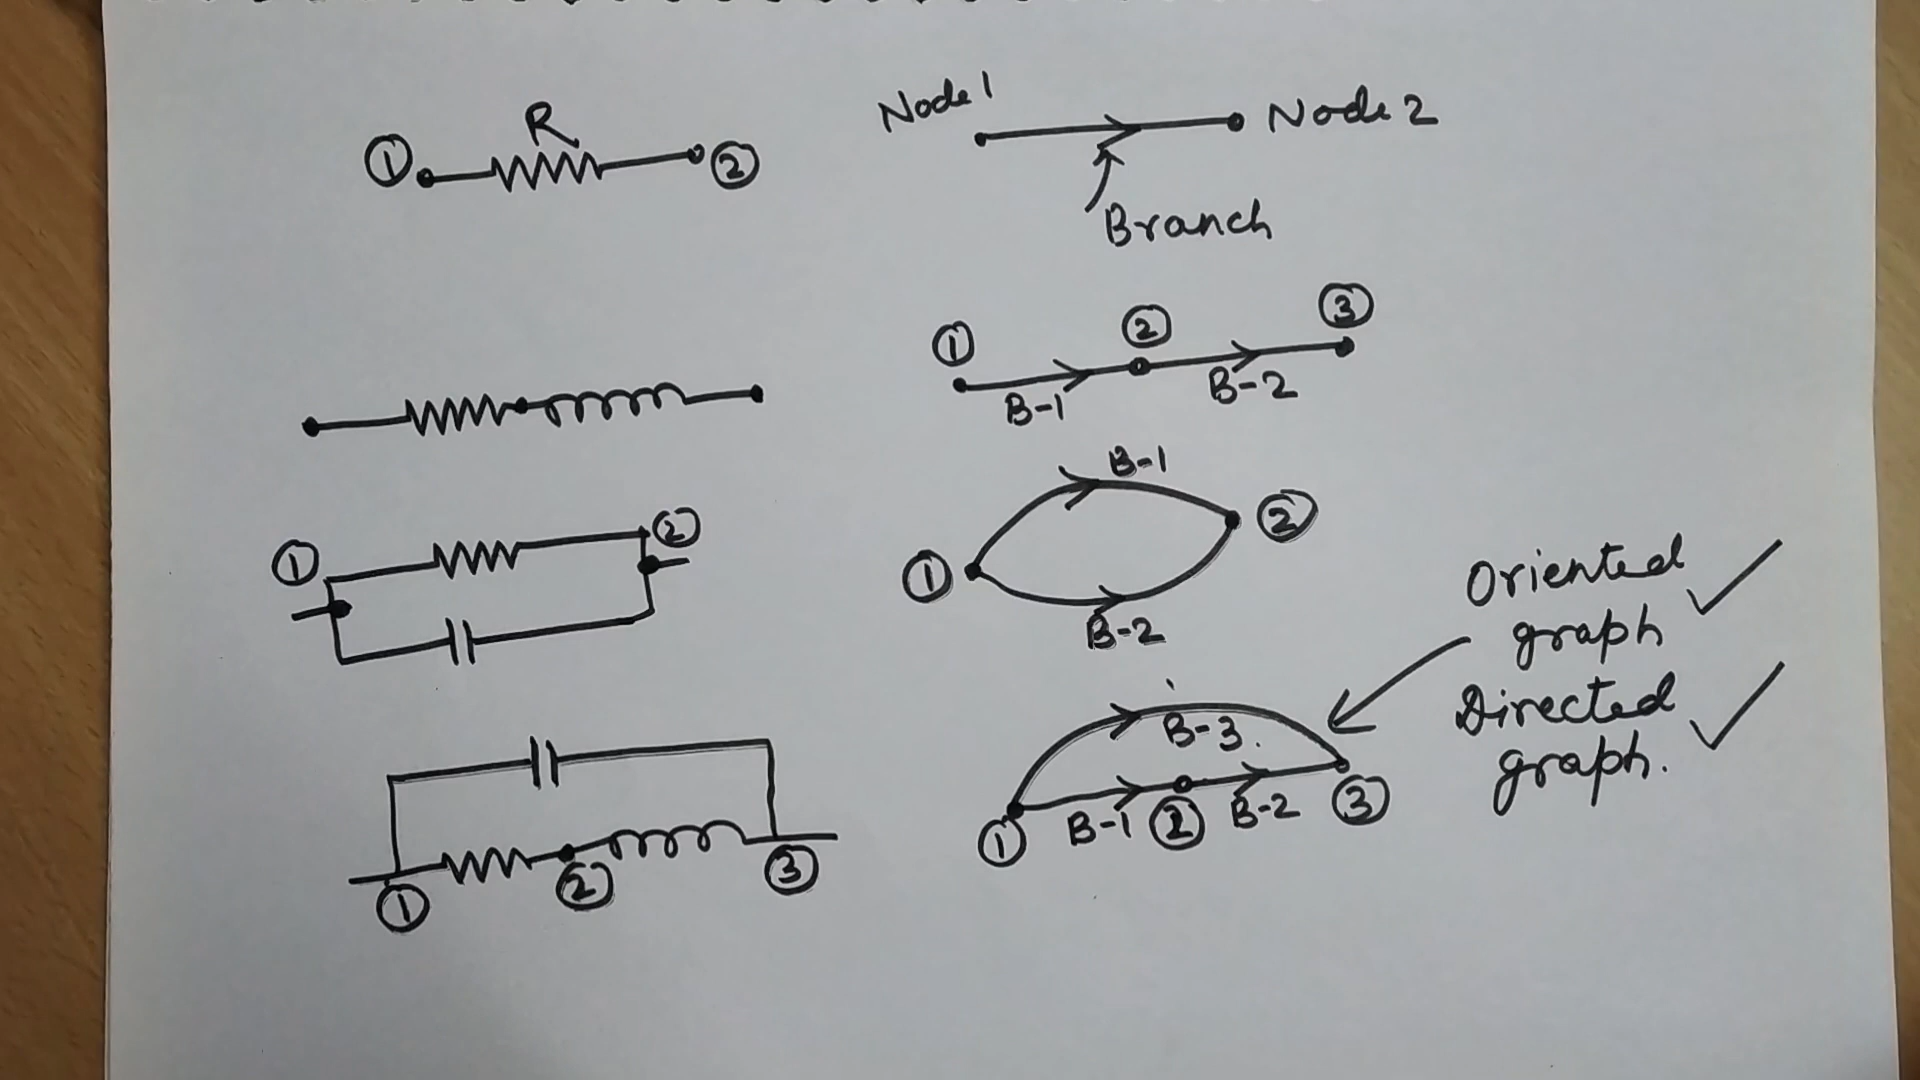 R
① ②
Node 1 Node 2
Branch
① ② ③
B-1 B-2
① ②
B-1
① ②
B-2
Oriented
graph
Directed
graph.
B-3.
① B-1 ② B-2 ③
① ② ③